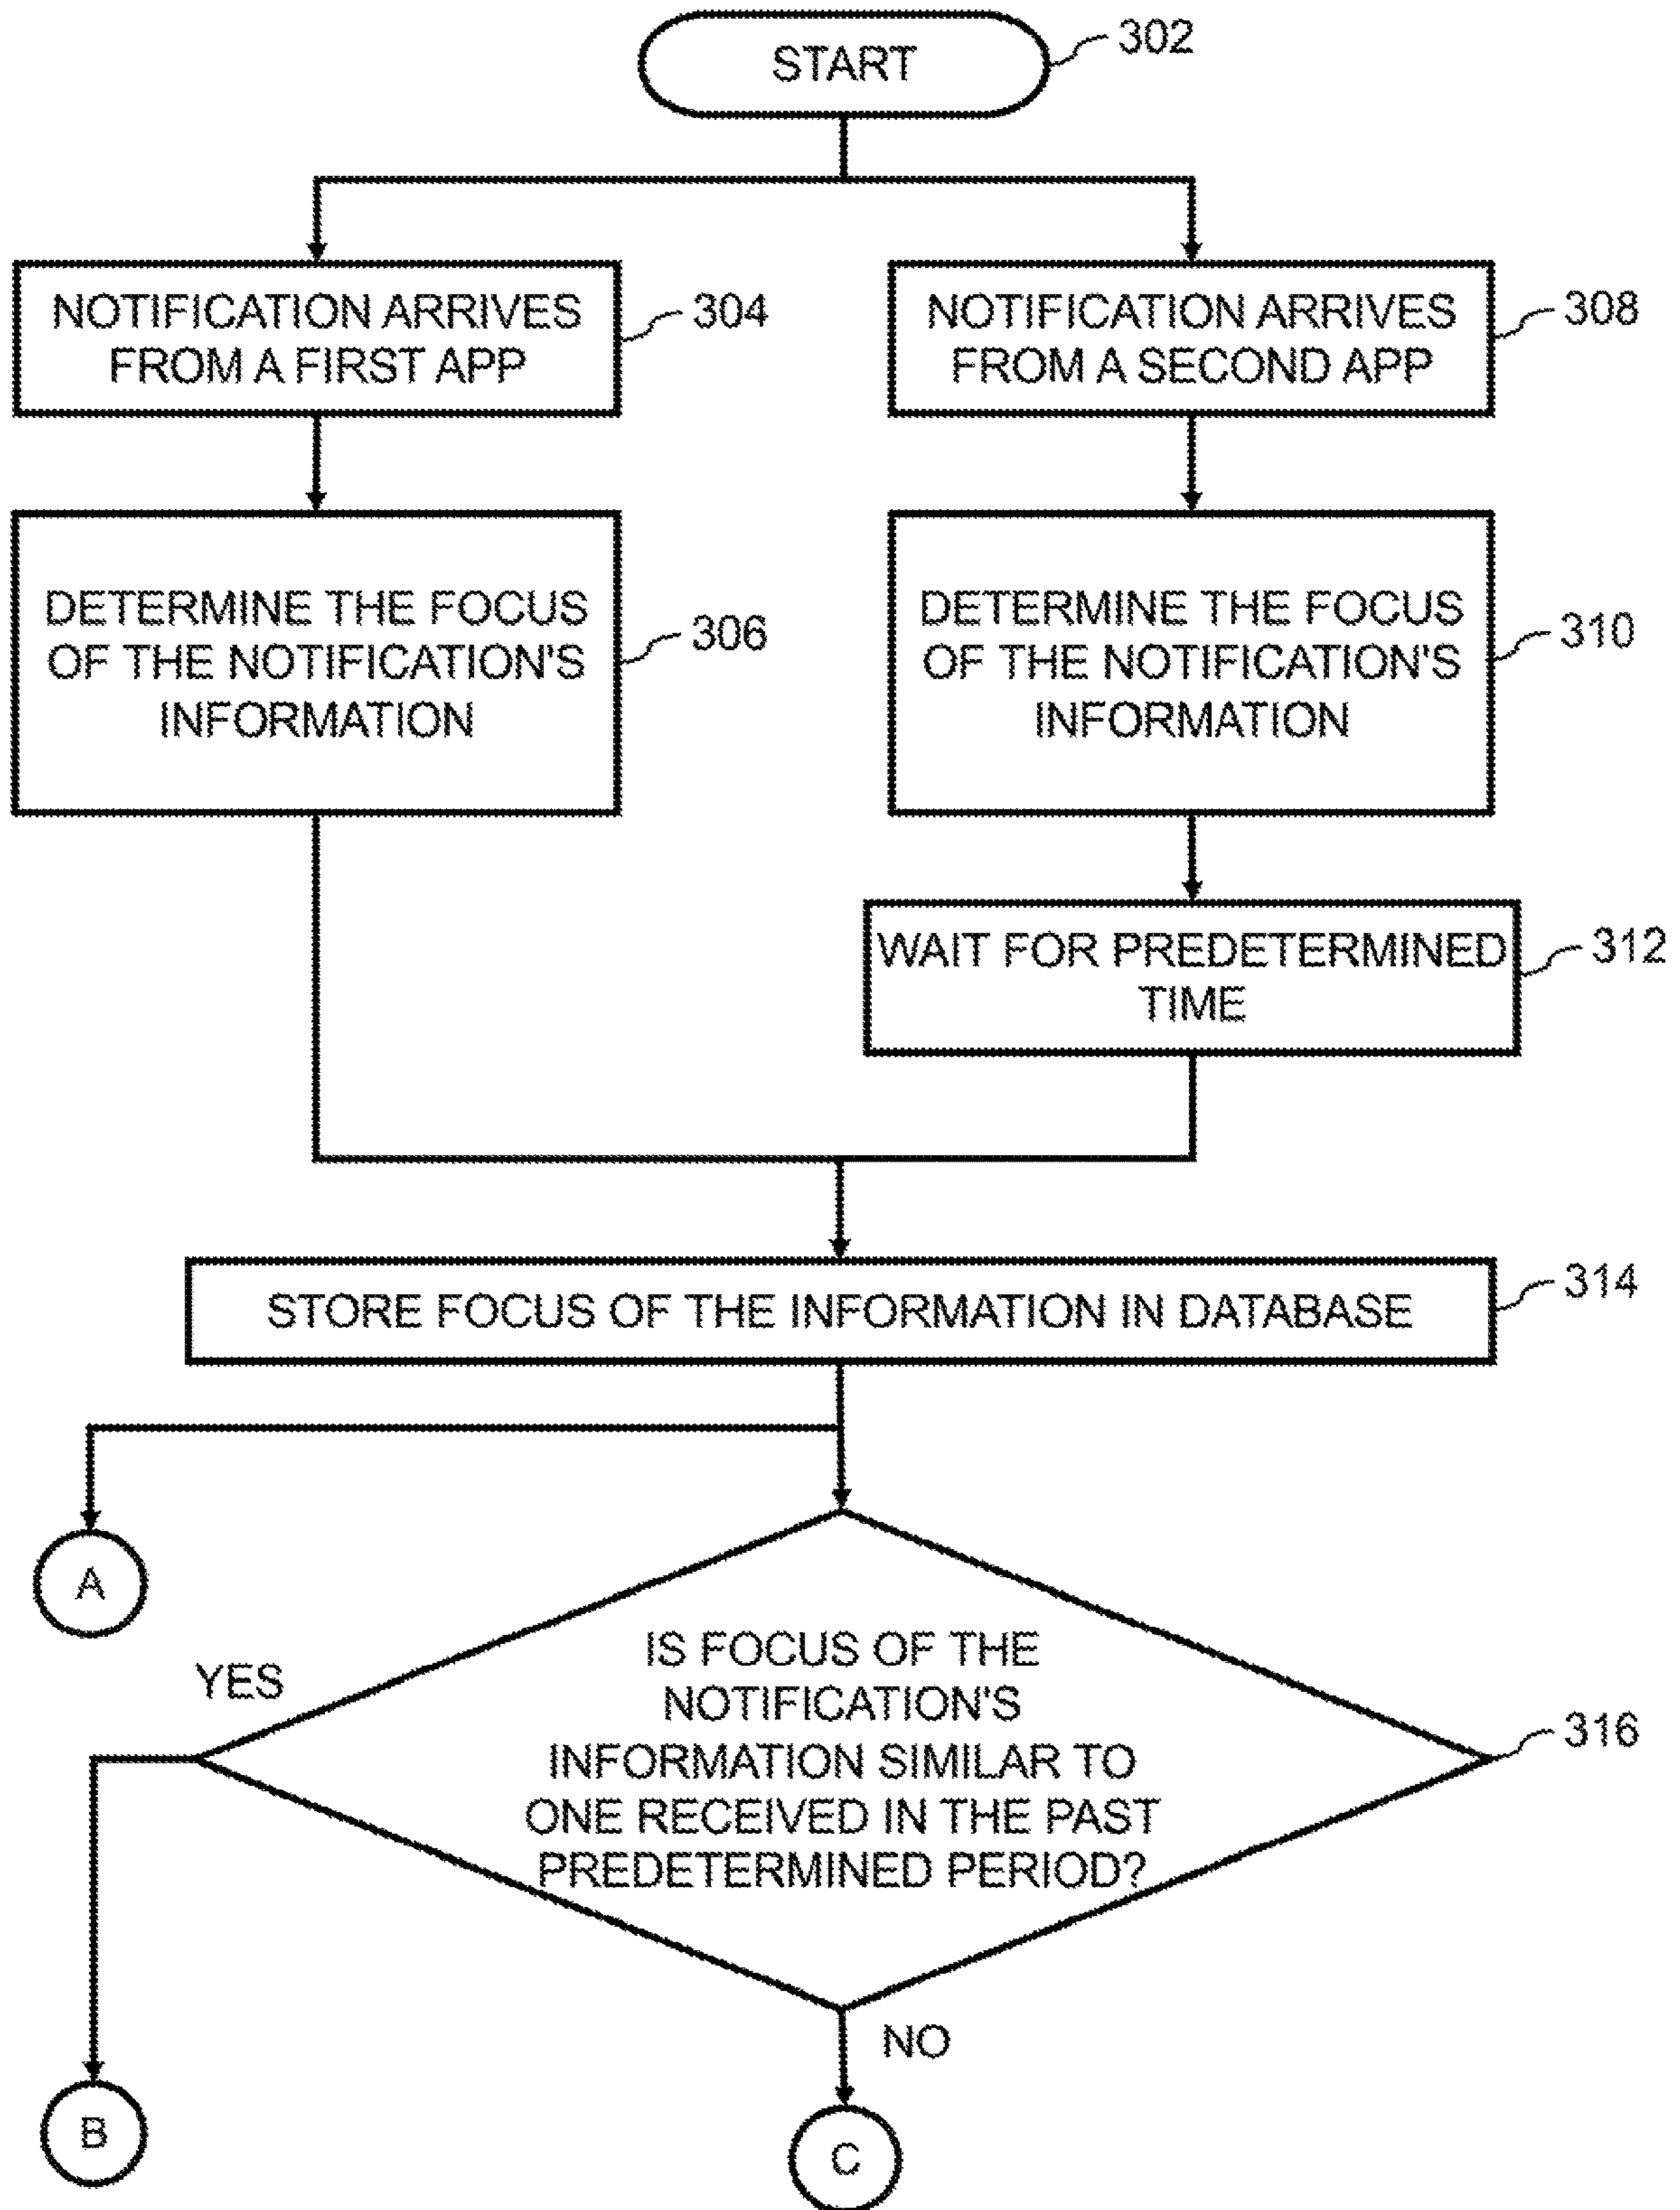 START
302
NOTIFICATION ARRIVES
FROM A FIRST APP
304
NOTIFICATION ARRIVES
FROM A SECOND APP
308
DETERMINE THE FOCUS
OF THE NOTIFICATION'S
INFORMATION
306
DETERMINE THE FOCUS
OF THE NOTIFICATION'S
INFORMATION
310
WAIT FOR PREDETERMINED
TIME
312
STORE FOCUS OF THE INFORMATION IN DATABASE
314
A
YES
IS FOCUS OF THE
NOTIFICATION'S
INFORMATION SIMILAR TO
ONE RECEIVED IN THE PAST
PREDETERMINED PERIOD?
316
NO
B
C